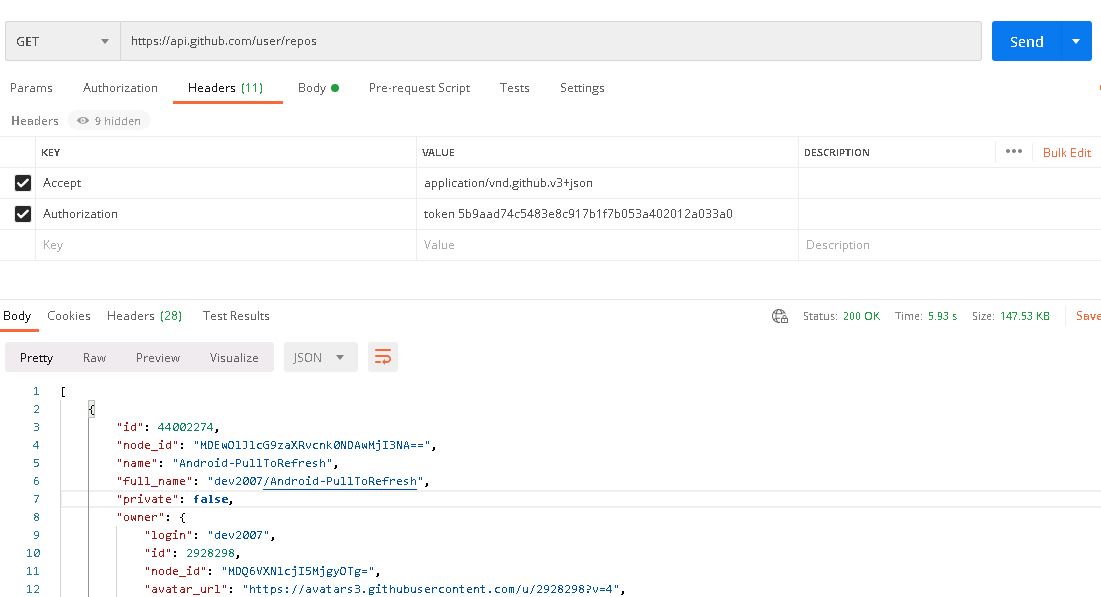 GET https://api.github.com/user/repos Send
Params Authorization Headers (11) Body Pre-request Script Tests Settings
Headers 9 hidden
KEY VALUE DESCRIPTION ••• Bulk Edit
Accept application/vnd.github.v3+json
Authorization token 5b9aad74c5483e8c917b1f7b053a402012a033a0
Key Value Description
Body Cookies Headers (28) Test Results Status: 200 OK Time: 5.93 s Size: 147.53 KB Save
Pretty Raw Preview Visualize JSON
1 [
2 {
3 "id": 44002274,
4 "node_id": "MDEwOlJlcG9zaXRvcnk0NDAwMjI3NA==",
5 "name": "Android-PullToRefresh",
6 "full_name": "dev2007/Android-PullToRefresh",
7 "private": false,
8 "owner": {
9 "login": "dev2007",
10 "id": 2928298,
11 "node_id": "MDQ6VXNlcjI5MjgyOTg=",
12 "avatar_url": "https://avatars3.githubusercontent.com/u/2928298?v=4",